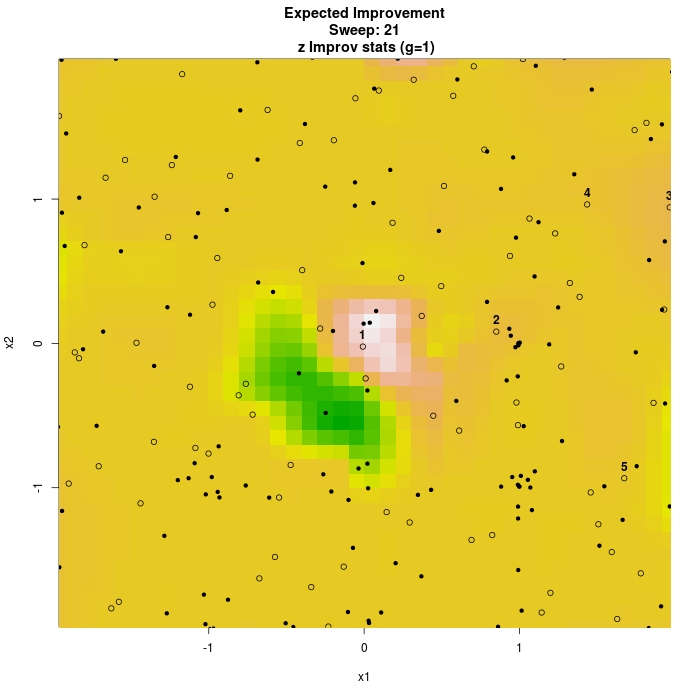 Expected Improvement
Sweep: 21
z Improv stats (g=1)
1
4
3
2
0
1
5
-1
x2
-1
0
1
x1